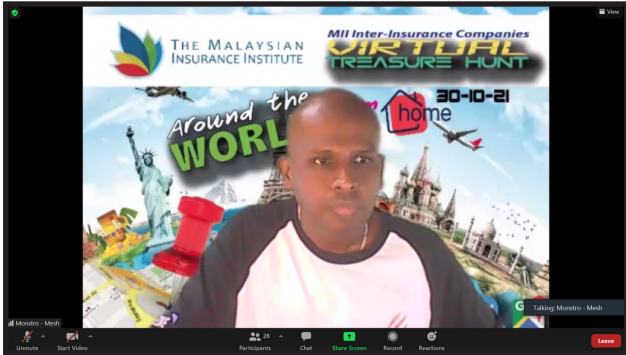 View
THE MALAYSIAN
INSURANCE INSTITUTE
MII Inter-Insurance Companies
VIRTUAL
TREASURE HUNT
Around the
WORL
home
30-10-21
Talking: Monstro - Mesh
Monstro - Mesh
Unmute
Start Video
Participants
28
Chat
Share Screen
Record
Reactions
Leave